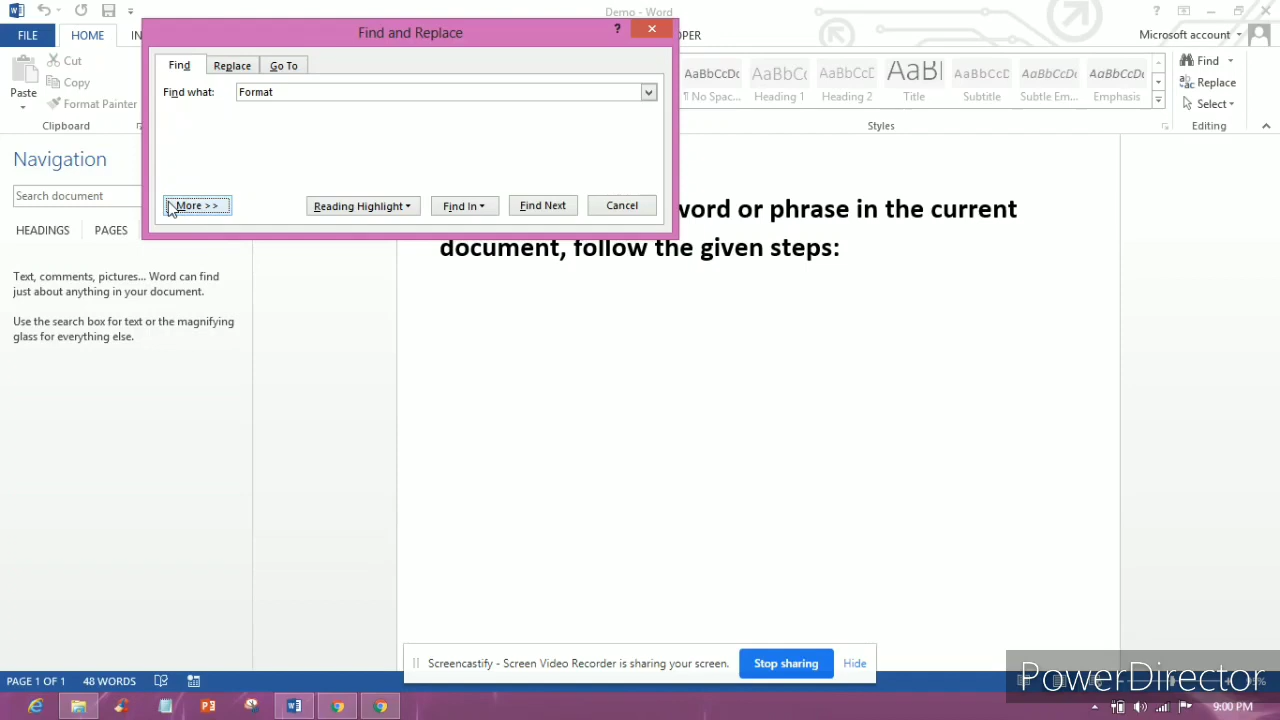 Demo - Word
FILE
HOME
IN
OPER
Microsoft account
Find and Replace
Find
Replace
Go To
Find what:
Format
More >>
Reading Highlight
Find In
Find Next
Cancel
Paste
Cut
Copy
Format Painter
Clipboard
AaBbCcDc
AaBbCc
AaBbCcD
AaBl
AaBbCcD
AaBbCcDc
AaBbCcDc
¶ No Spac...
Heading 1
Heading 2
Title
Subtitle
Subtle Em...
Emphasis
Styles
Find
Replace
Select
Editing
Navigation
Search document
HEADINGS
PAGES
Text, comments, pictures... Word can find
just about anything in your document.
Use the search box for text or the magnifying
glass for everything else.
word or phrase in the current
document, follow the given steps:
Screencastify - Screen Video Recorder is sharing your screen.
Stop sharing
Hide
PAGE 1 OF 1
48 WORDS
PowerDirector
9:00 PM